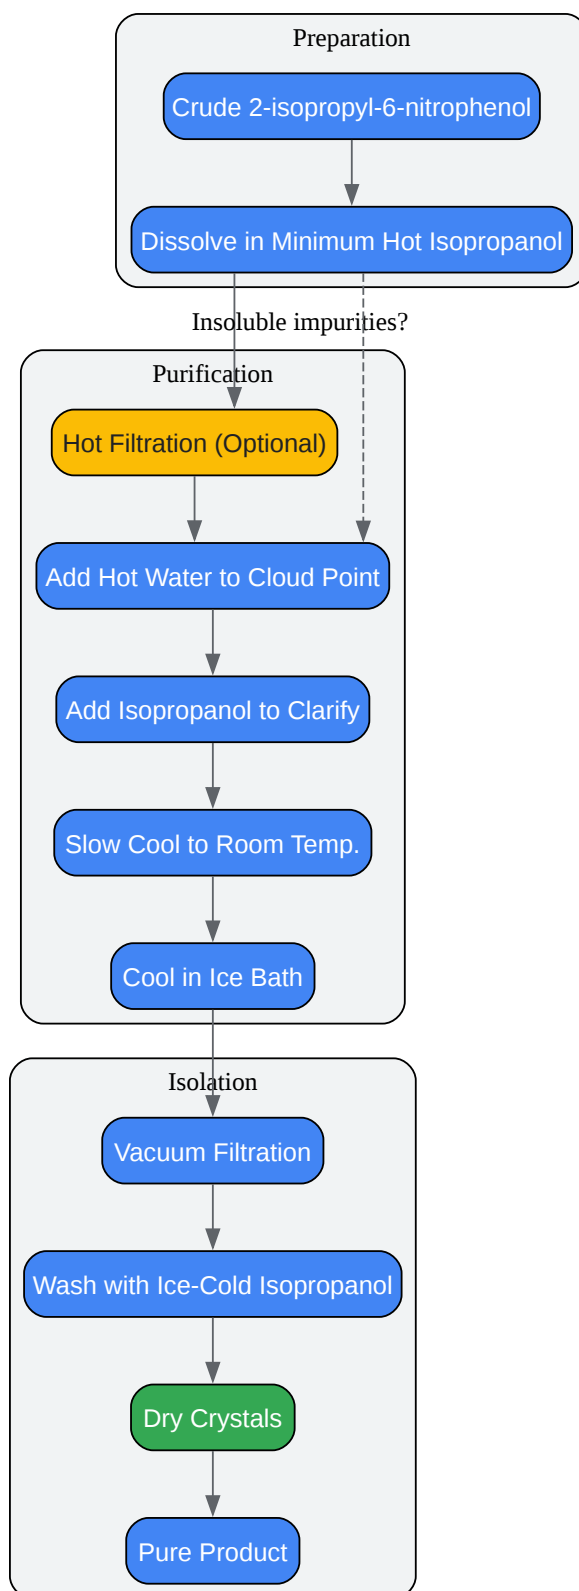 Preparation
Crude 2-isopropyl-6-nitrophenol
Dissolve in Minimum Hot Isopropanol
Insoluble impurities?
Purification
Hot Filtration (Optional)
Add Hot Water to Cloud Point
Add Isopropanol to Clarify
Slow Cool to Room Temp.
Cool in Ice Bath
Isolation
Vacuum Filtration
Wash with Ice-Cold Isopropanol
Dry Crystals
Pure Product